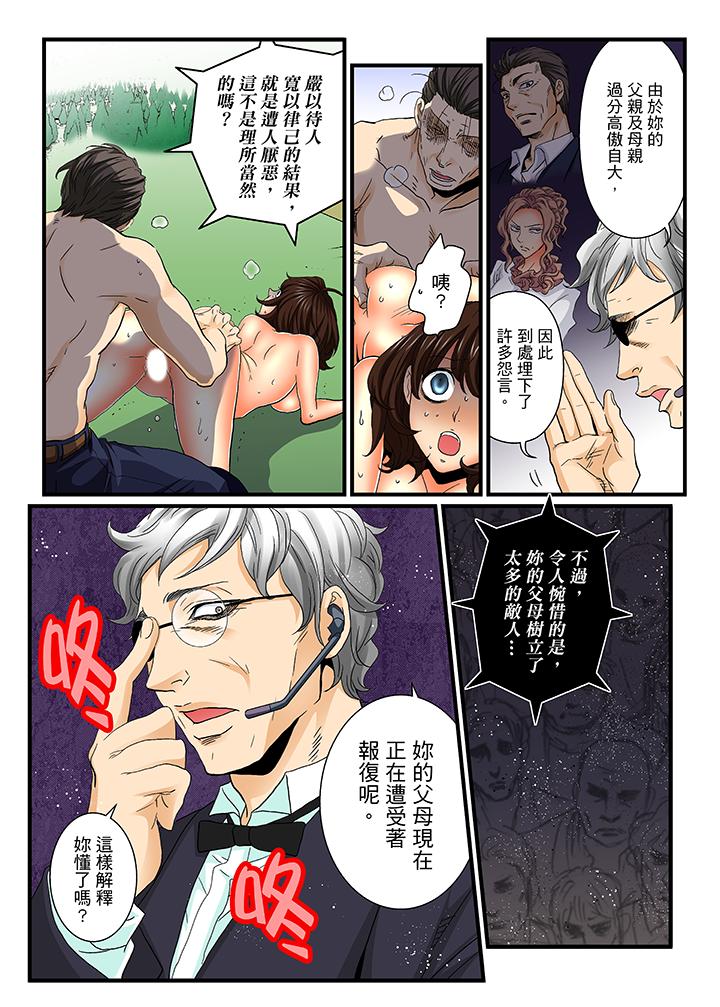 由於妳的
父親及母親
過分高傲自大，
因此
到處埋下了
許多怨言。
咦？
嚴以待人
寬以律己的結果，
就是遭人厭惡，
這不是理所當然
的嗎？
不過，
令人惋惜的是，
妳的父母樹立了
太多的敵人…
妳的父母現在
正在遭受著
報復呢。
咚
咚
這樣解釋
妳懂了嗎？